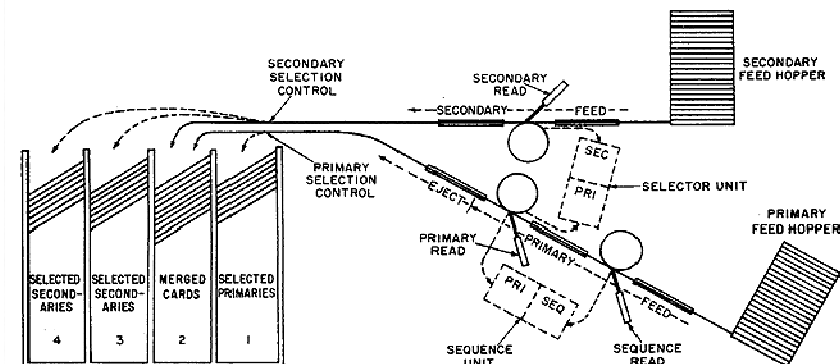 SECONDARY
SELECTION
CONTROL
SECONDARY
READ
SECONDARY
FEED HOPPER
SECONDARY FEED
SEC
PRI
SELECTOR UNIT
PRIMARY
SELECTION
CONTROL
EJECT
PRIMARY
FEED HOPPER
PRIMARY
READ
PRIMARY
FEED
PRI
SEQ
SEQUENCE
UNIT
SEQUENCE
READ
SELECTED
SECOND-
ARIES
4
SELECTED
SECOND-
ARIES
3
MERGED
CARDS
2
SELECTED
PRIMARIES
1